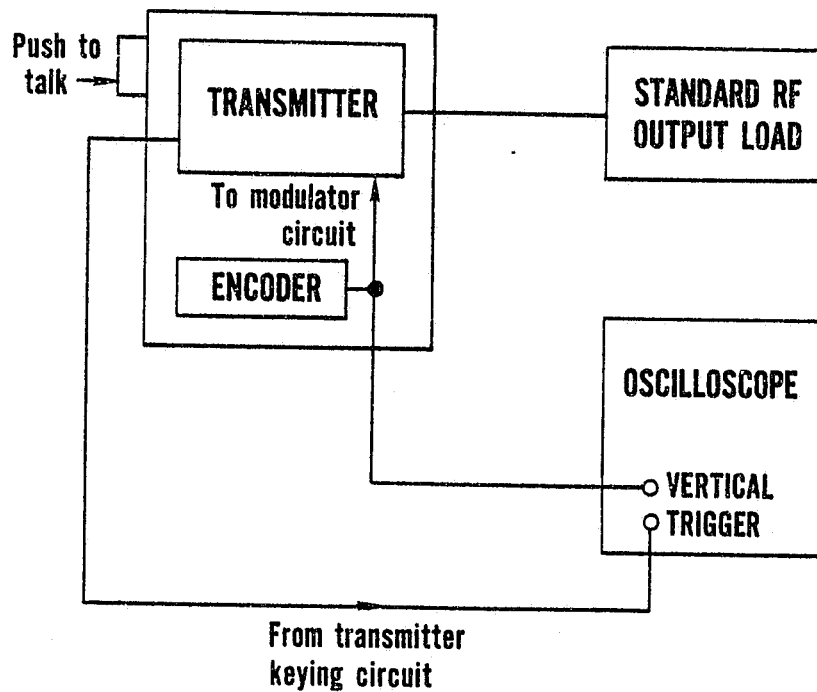 Push to
talk
TRANSMITTER
STANDARD RF
OUTPUT LOAD
To modulator
circuit
ENCODER
OSCILLOSCOPE
VERTICAL
TRIGGER
From transmitter
keying circuit